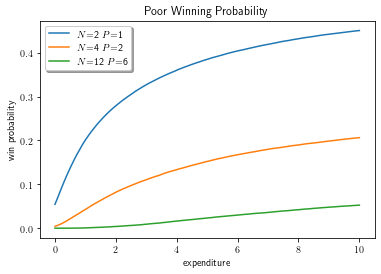 Poor Winning Probability
N=2 P=1
N=4 P=2
N=12 P=6
win probability
0.4
0.3
0.2
0.1
0.0
0 2 4 6 8 10
expenditure